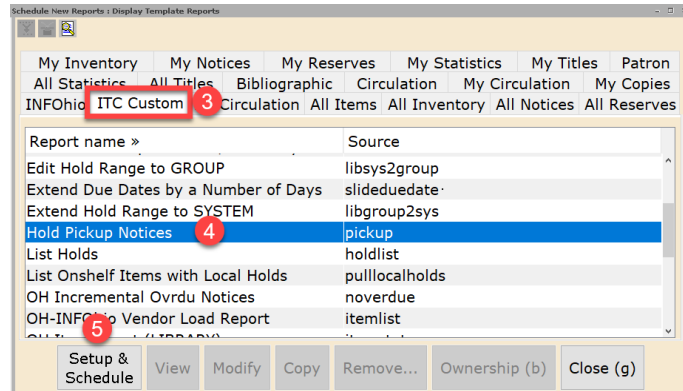 Schedule New Reports : Display Template Reports
My Inventory My Notices My Reserves My Statistics My Titles Patron
All Statistics All Titles Bibliographic Circulation My Circulation My Copies
INFOhio ITC Custom 3 Circulation All Items All Inventory All Notices All Reserves
Report name » Source
Edit Hold Range to GROUP libsys2group
Extend Due Dates by a Number of Days slideduedate·
Extend Hold Range to SYSTEM libgroup2sys
Hold Pickup Notices 4 pickup
List Holds holdlist
List Onshelf Items with Local Holds pulllocalholds
OH Incremental Ovrdu Notices noverdue
OH-INFOhio Vendor Load Report itemlist
5
Setup & Schedule View Modify Copy Remove... Ownership (b) Close (g)